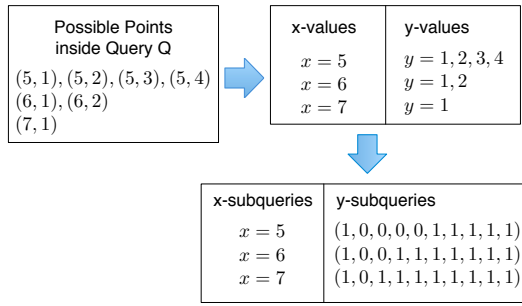 Possible Points
inside Query Q
(5, 1), (5, 2), (5, 3), (5, 4)
(6, 1), (6, 2)
(7, 1)
x-values y-values
x = 5 y = 1, 2, 3, 4
x = 6 y = 1, 2
x = 7 y = 1
x-subqueries y-subqueries
x = 5 (1, 0, 0, 0, 0, 1, 1, 1, 1, 1)
x = 6 (1, 0, 0, 1, 1, 1, 1, 1, 1, 1)
x = 7 (1, 0, 1, 1, 1, 1, 1, 1, 1, 1)